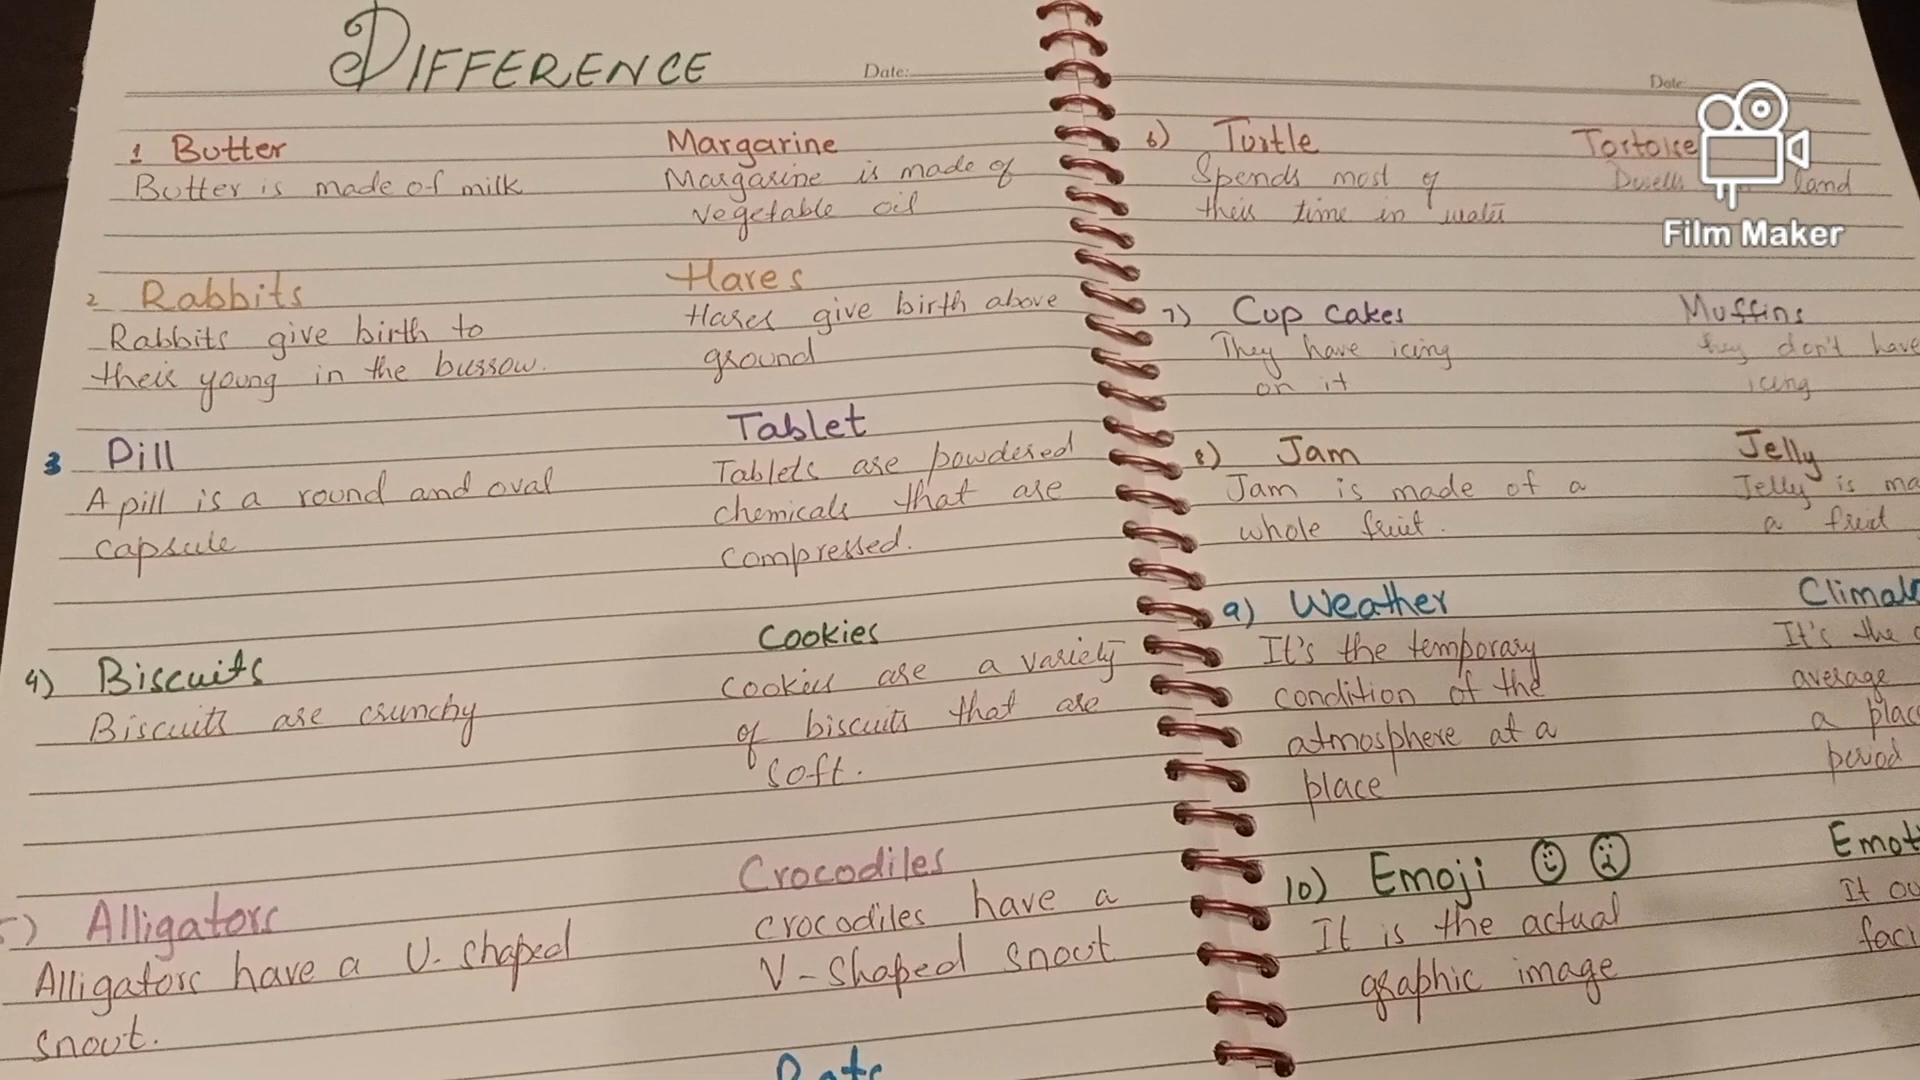 DIFFERENCE
Date:
1 Butter Margarine
Butter is made of milk Margarine is made of
vegetable oil
2 Rabbits Hares
Rabbits give birth to Hares give birth above
their young in the burrow. ground
3 Pill Tablet
A pill is a round and oval Tablets are powdered
capsule chemicals that are
compressed.
4) Biscuits Cookies
Biscuits are crunchy Cookies are a variety
of biscuits that are
soft.
5) Alligators Crocodiles
Alligators have a U-shaped crocodiles have a
snout. V-shaped snout
Date
6) Turtle Tortoise
Spends most of Dwells land
their time in water
7) Cup cakes Muffins
They have icing they don't have
on it icing
8) Jam Jelly
Jam is made of a Jelly is
whole fruit. a fruit
9) Weather
It's the temporary It's the
condition of the average
atmosphere at a a
place period
10) Emoji
It is the actual It
graphic image
Film Maker